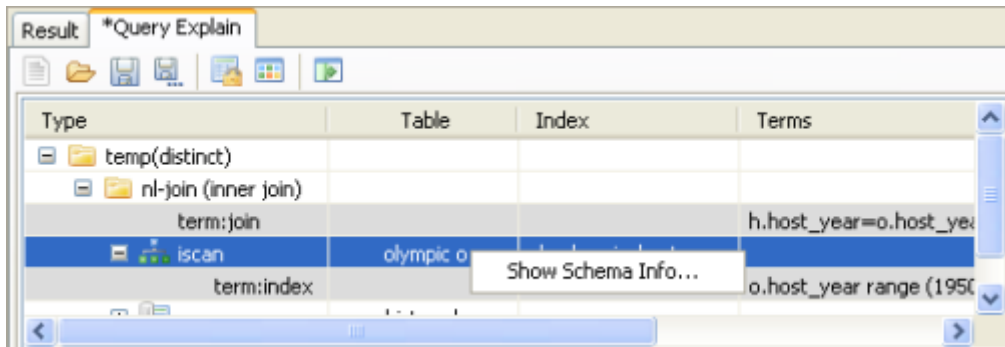 Result *Query Explain
Type Table Index Terms
temp(distinct)
nl-join (inner join)
term:join h.host_year=o.host_yea
iscan olympic o
Show Schema Info...
term:index o.host_year range (1950